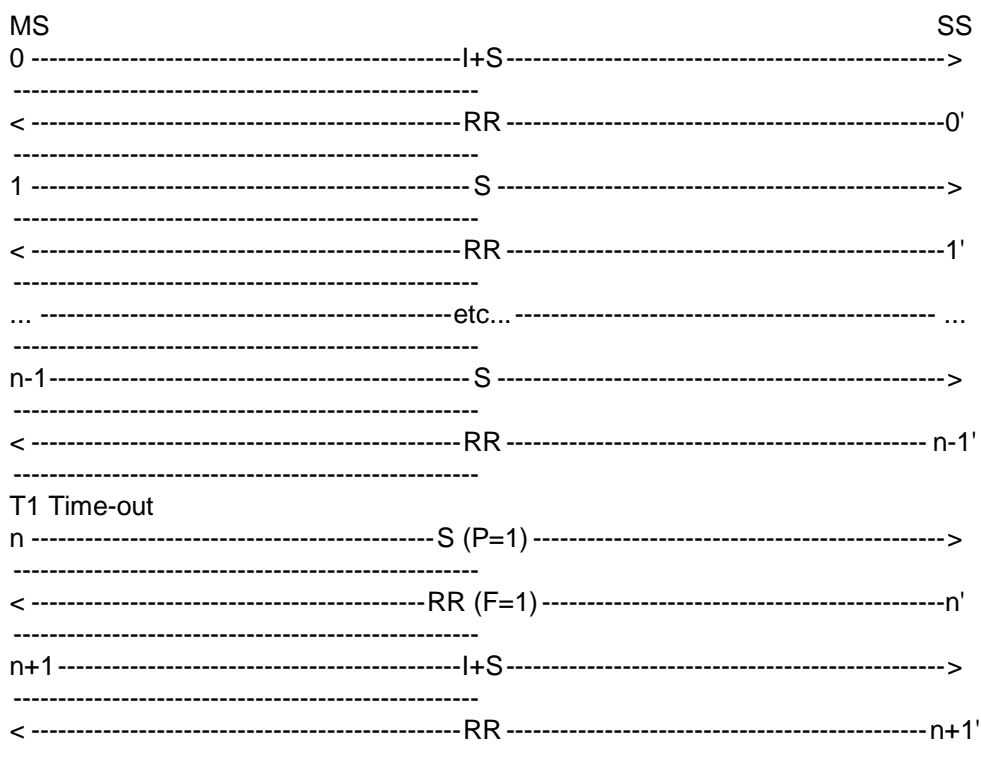 MS SS
0 ------------------------------------------------I+S-------------------------------------------------->
----------------------------------------------------
< ------------------------------------------------RR --------------------------------------------------0'
----------------------------------------------------
1 ------------------------------------------------- S --------------------------------------------------->
----------------------------------------------------
< ------------------------------------------------RR --------------------------------------------------1'
----------------------------------------------------
... ----------------------------------------------etc... ----------------------------------------------- ...
----------------------------------------------------
n-1----------------------------------------------- S --------------------------------------------------->
----------------------------------------------------
< ------------------------------------------------RR ----------------------------------------------- n-1'
----------------------------------------------------
T1 Time-out
n ---------------------------------------------S (P=1) ----------------------------------------------->
----------------------------------------------------
< --------------------------------------------RR (F=1) ----------------------------------------------n'
----------------------------------------------------
n+1---------------------------------------------I+S-------------------------------------------------->
----------------------------------------------------
< ------------------------------------------------RR -----------------------------------------------n+1'